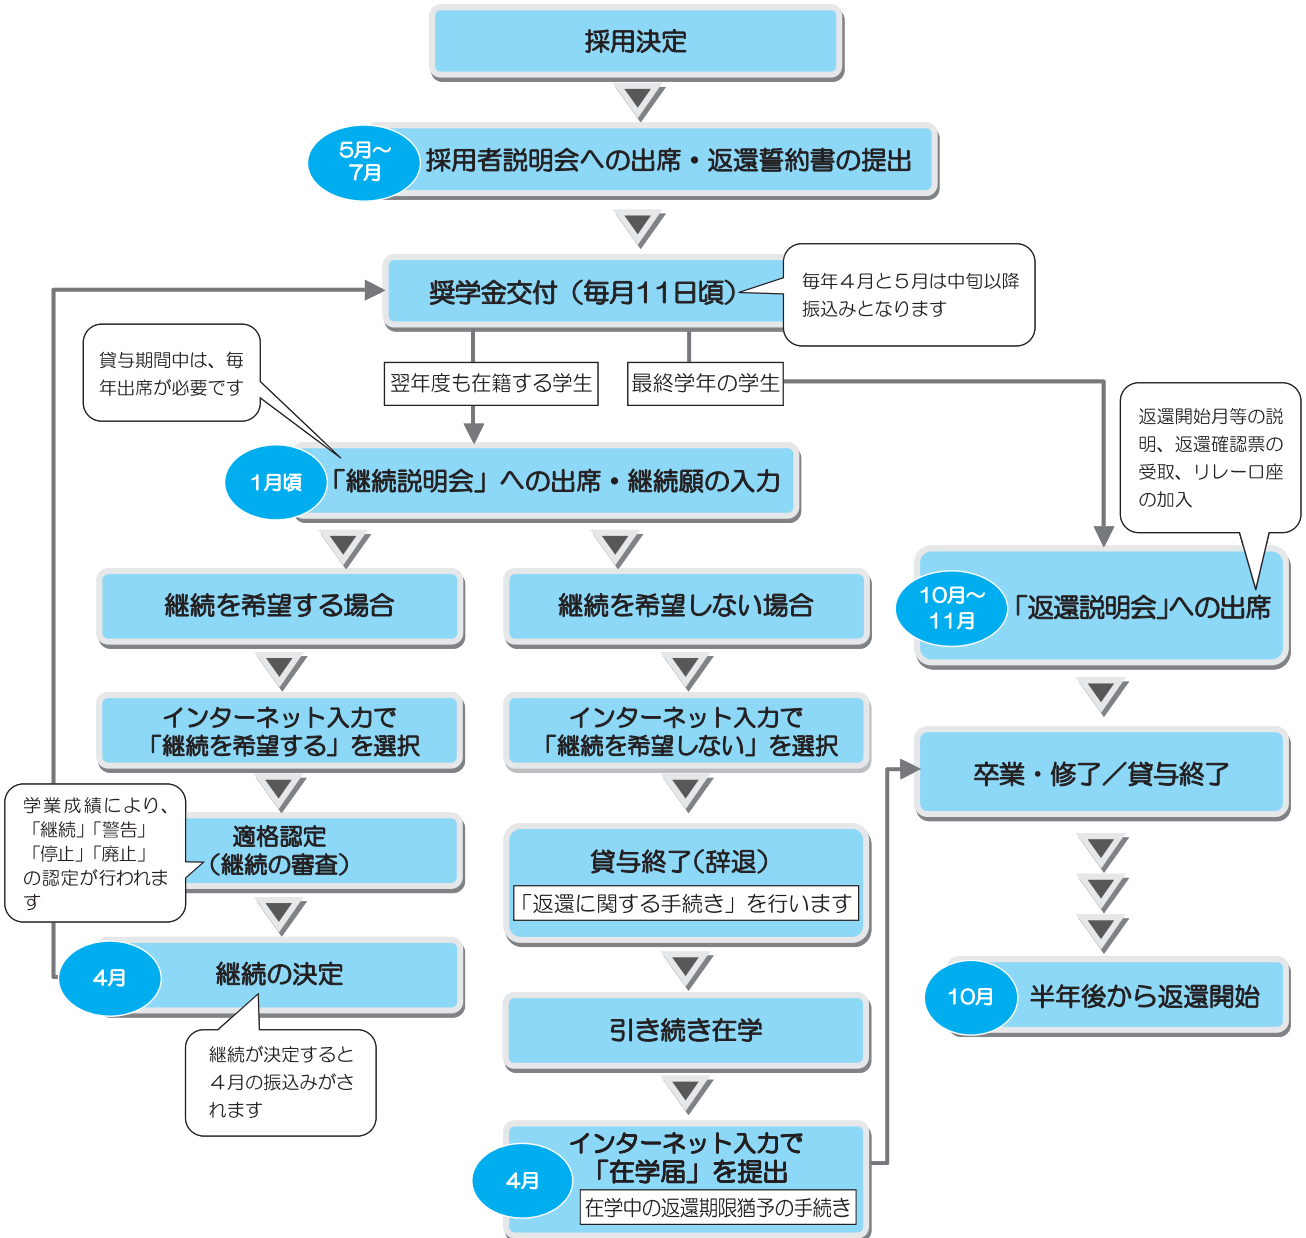 採用決定
5月～
7月
採用者説明会への出席・返還誓約書の提出
奨学金交付（毎月11日頃）
毎年４月と５月は中旬以降
振込みとなります
貸与期間中は、毎
年出席が必要です
翌年度も在籍する学生
最終学年の学生
返還開始月等の説
明、返還確認票の
受取、リレー口座
の加入
1月頃
「継続説明会」への出席・継続願の入力
継続を希望する場合
継続を希望しない場合
10月～
11月
「返還説明会」への出席
インターネット入力で
「継続を希望する」を選択
インターネット入力で
「継続を希望しない」を選択
卒業・修了／貸与終了
学業成績により、
「継続」「警告」
「停止」「廃止」
の認定が行われま
す
適格認定
（継続の審査）
貸与終了（辞退）
「返還に関する手続き」を行います
4月
継続の決定
継続が決定すると
４月の振込みがさ
れます
引き続き在学
10月
半年後から返還開始
4月
インターネット入力で
「在学届」を提出
在学中の返還期限猶予の手続き